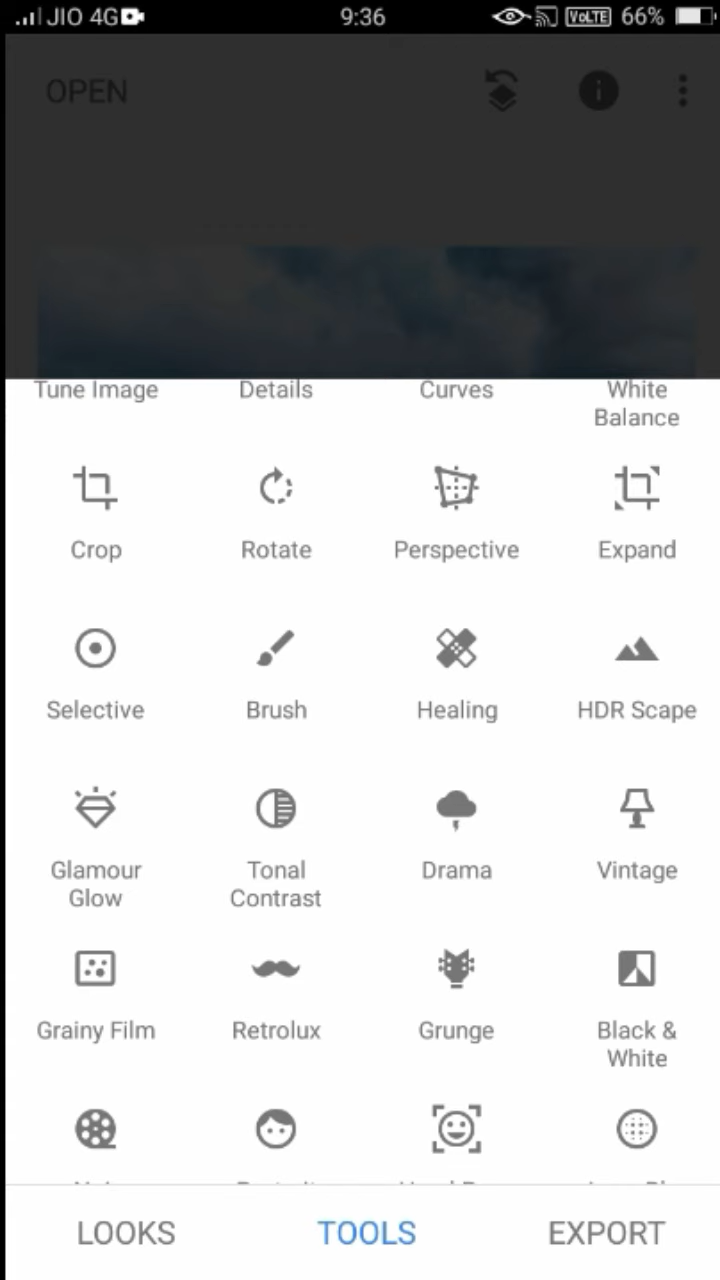 JIO 4G 9:36 VoLTE 66%
OPEN
Tune Image Details Curves White
Balance
Crop Rotate Perspective Expand
Selective Brush Healing HDR Scape
Glamour Tonal Drama Vintage
Glow Contrast
Grainy Film Retrolux Grunge Black &
White
LOOKS TOOLS EXPORT